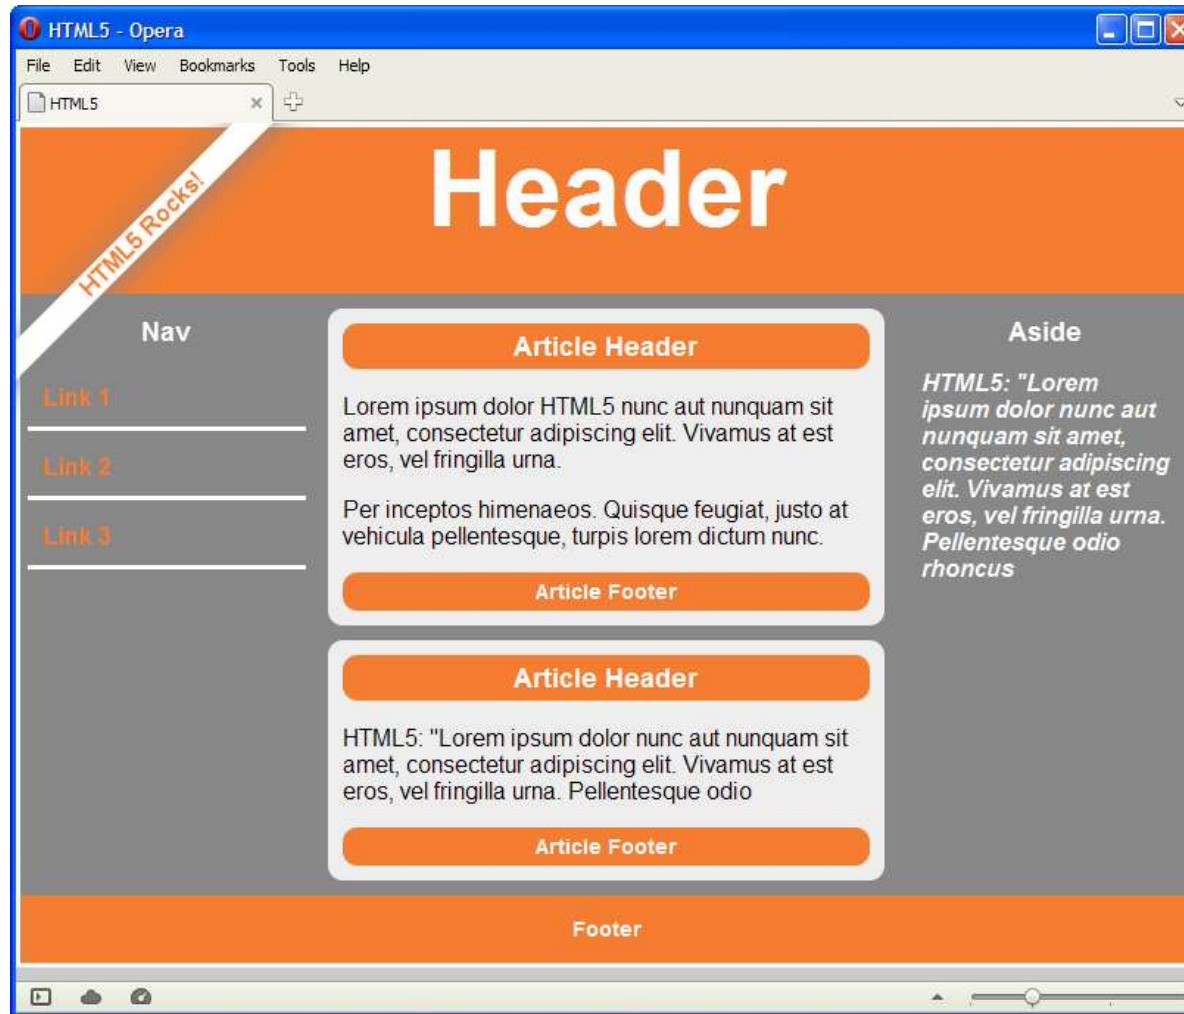 HTML5 - Opera
File Edit View Bookmarks Tools Help
HTML5
Header
HTML5 Rocks!
Nav
Link 1
Link 2
Link 3
Article Header
Lorem ipsum dolor HTML5 nunc aut nunquam sit
amet, consectetur adipiscing elit. Vivamus at est
eros, vel fringilla urna.
Per inceptos himenaeos. Quisque feugiat, justo at
vehicula pellentesque, turpis lorem dictum nunc.
Article Footer
Article Header
HTML5: "Lorem ipsum dolor nunc aut nunquam sit
amet, consectetur adipiscing elit. Vivamus at est
eros, vel fringilla urna. Pellentesque odio
Article Footer
Aside
HTML5: "Lorem
ipsum dolor nunc aut
nunquam sit amet,
consectetur adipiscing
elit. Vivamus at est
eros, vel fringilla urna.
Pellentesque odio
rhoncus
Footer